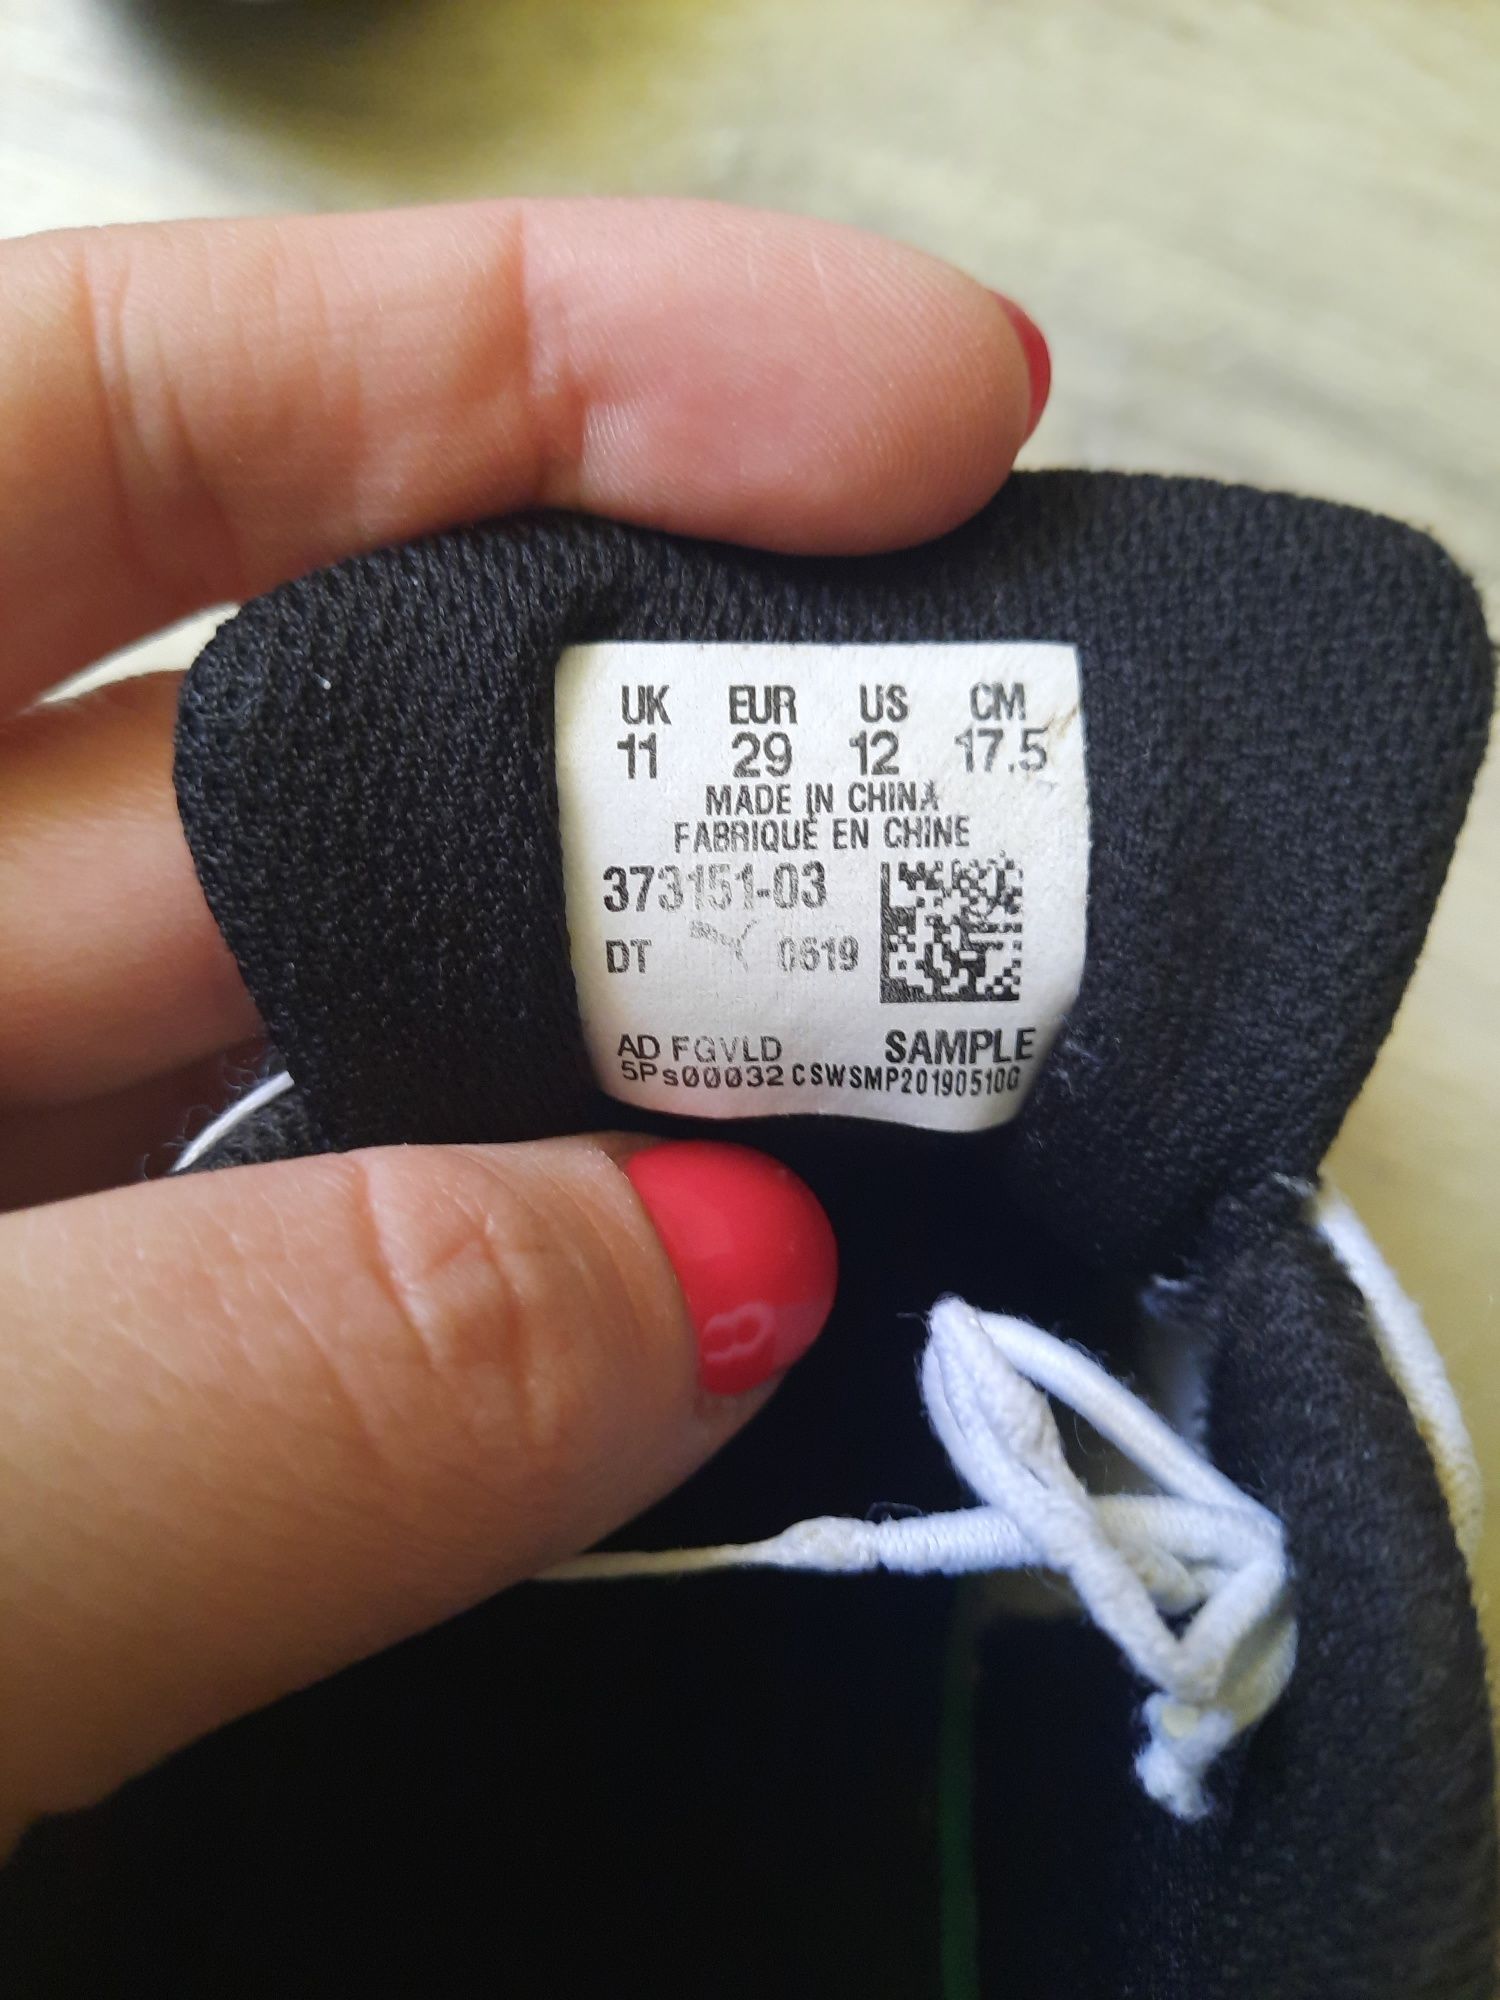 UK EUR US CM
11 29 12 17.5
MADE IN CHINA
FABRIQUE EN CHINE
373151-03
DT 0619
AD FGVLD SAMPLE
5Ps00032 CSWSMP20190510G